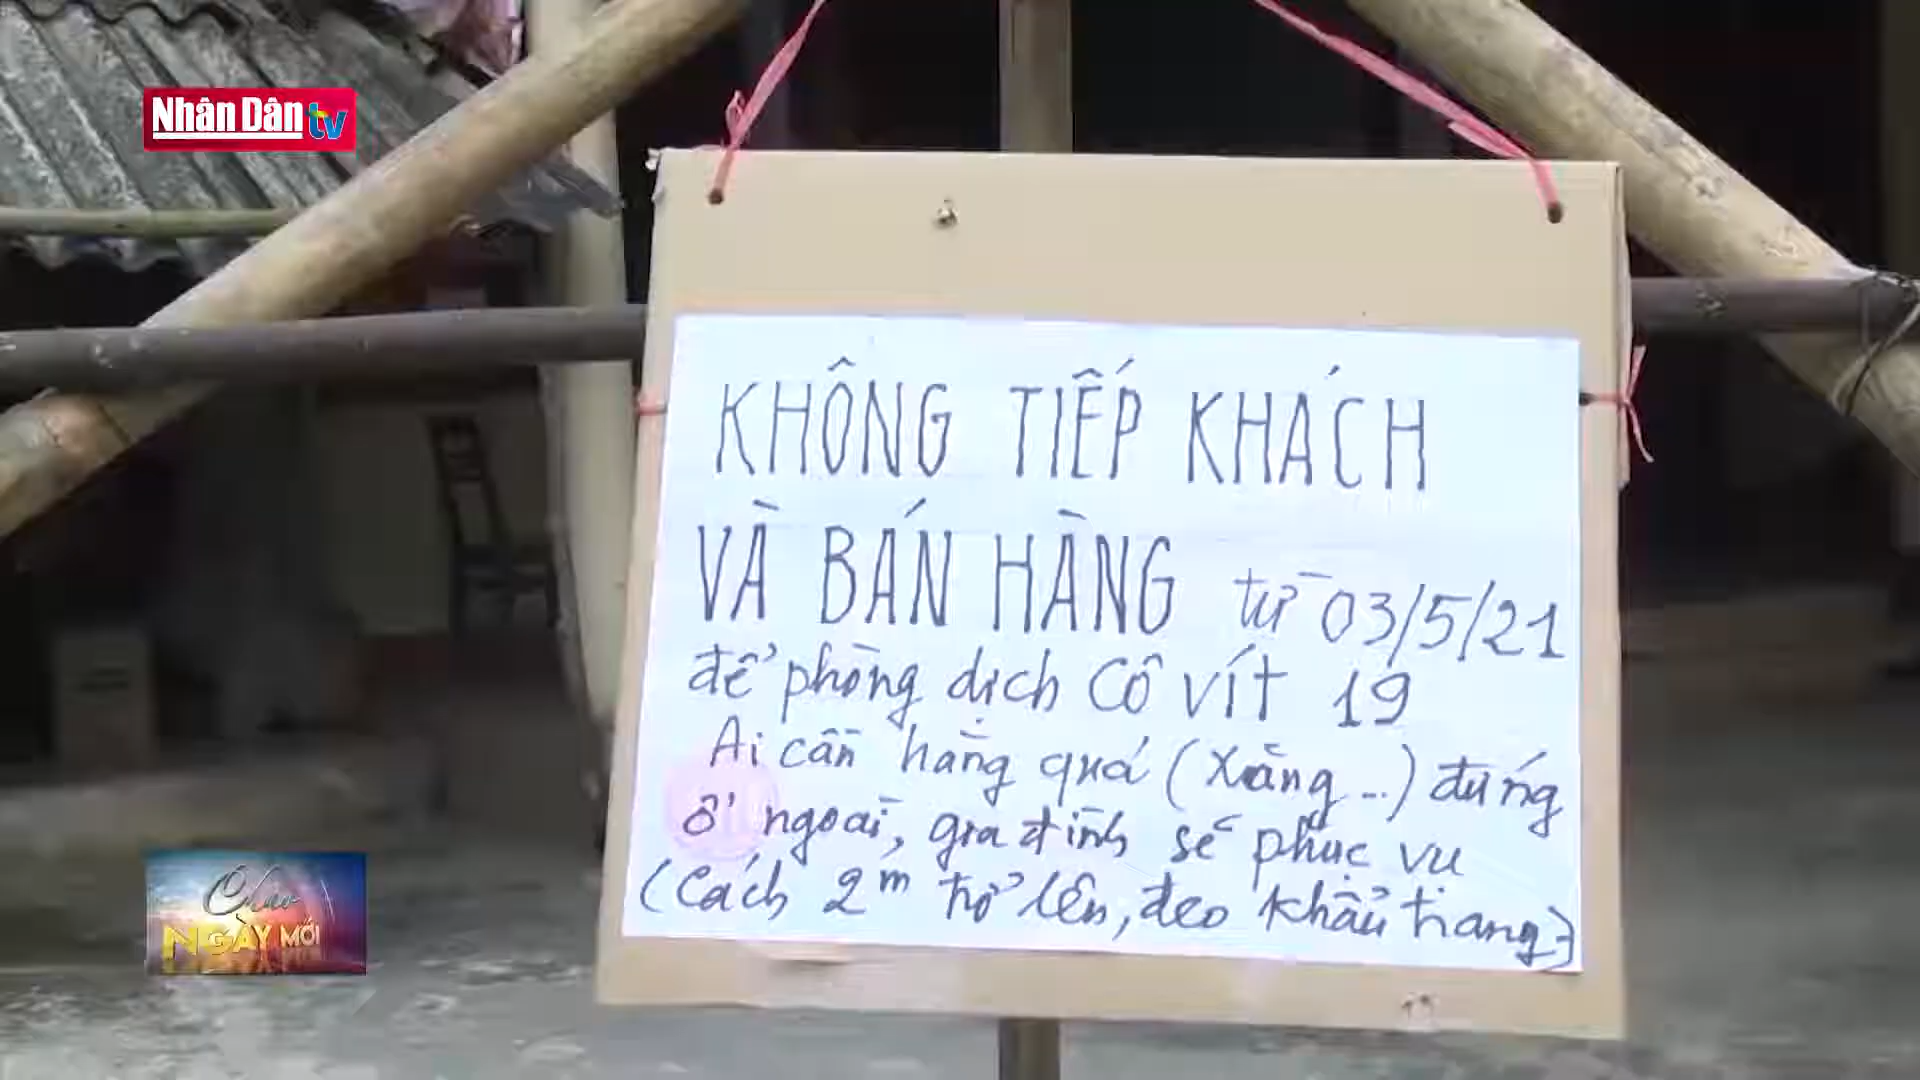 Nhân Dân tv
KHÔNG TIẾP KHÁCH
VÀ BÁN HÀNG từ 03/5/21
để phòng dịch Cô vít 19
Ai cần hàng quá (xăng...) đứng
ở ngoài, gia đình sẽ phục vụ
(Cách 2m trở lên, đeo khẩu trang)
Chào
NGÀY MỚI